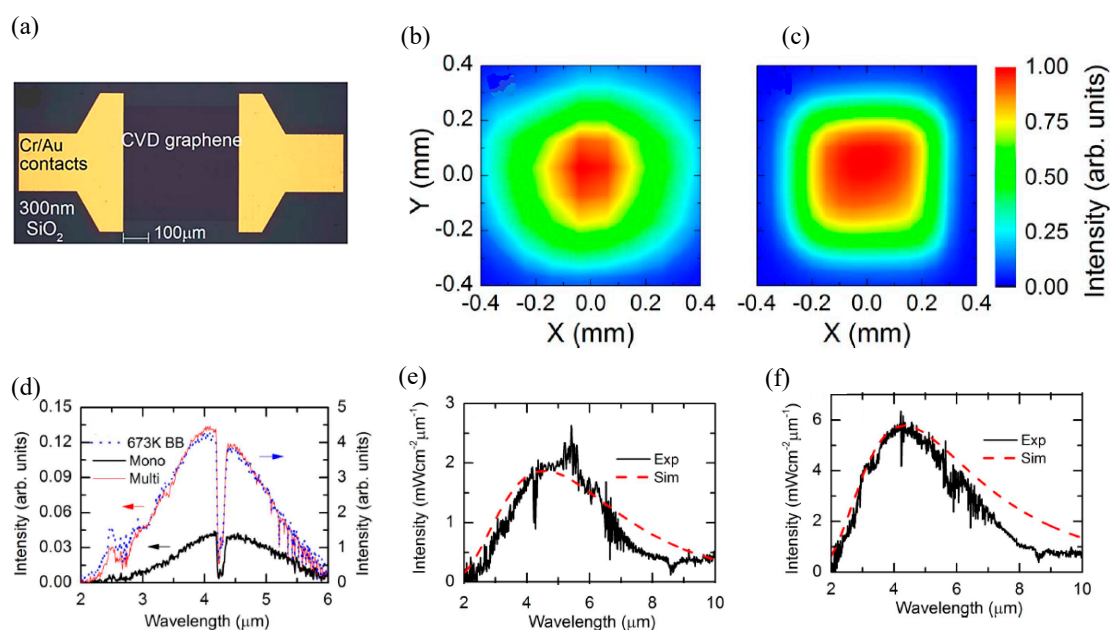 (a)
Cr/Au
contacts
CVD graphene
300nm
SiO2
100μm
(b)
Y (mm)
0.4
0.2
0.0
-0.2
-0.4
-0.4 -0.2 0.0 0.2 0.4
X (mm)
(c)
-0.4 -0.2 0.0 0.2 0.4
X (mm)
1.00
0.75
0.50
0.25
0.00
Intensity (arb. units)
(d)
Intensity (arb. units)
0.15
0.12
0.09
0.06
0.03
0.00
673K BB
Mono
Multi
5
4
3
2
1
0
Intensity (arb. units)
2 3 4 5 6
Wavelength (μm)
(e)
Intensity (mWcm-2μm-1)
3
2
1
0
Exp
Sim
2 4 6 8 10
Wavelength (μm)
(f)
Intensity (mWcm-2μm-1)
6
4
2
0
Exp
Sim
2 4 6 8 10
Wavelength (μm)